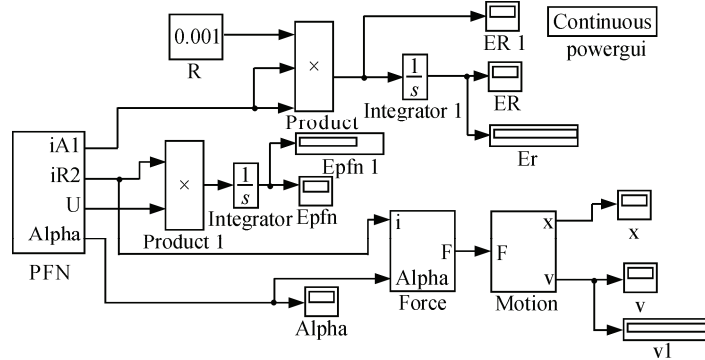 0.001
R
×
Product
ER 1
Continuous
powergui
1
s
Integrator 1
ER
Er
iA1
iR2
U
Alpha
PFN
×
Product 1
1
s
Integrator
Epfn 1
Epfn
i
F
Alpha
Force
F
x
v
Motion
x
v
v1
Alpha